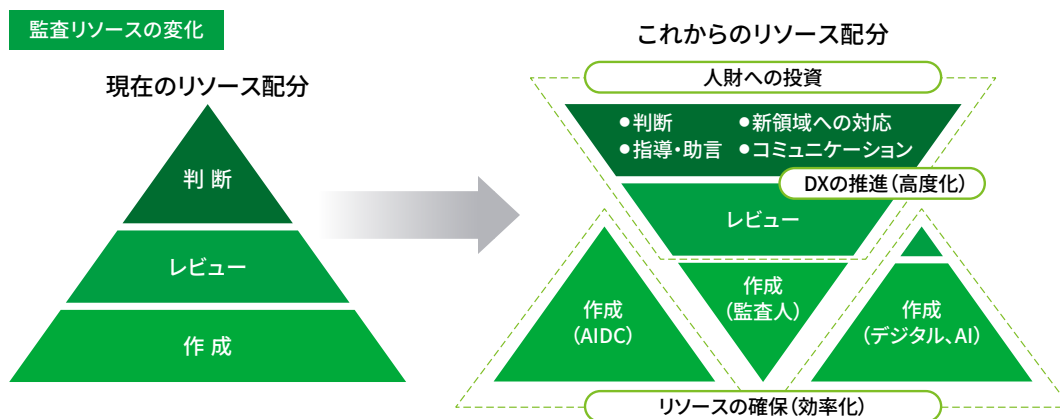 監査リソースの変化
現在のリソース配分
判 断
レビュー
作 成
これからのリソース配分
人財への投資
●判断 ●新領域への対応
●指導・助言 ●コミュニケーション
DXの推進(高度化)
レビュー
作成
(監査人)
作成
(AIDC)
作成
(デジタル、AI)
リソースの確保(効率化)